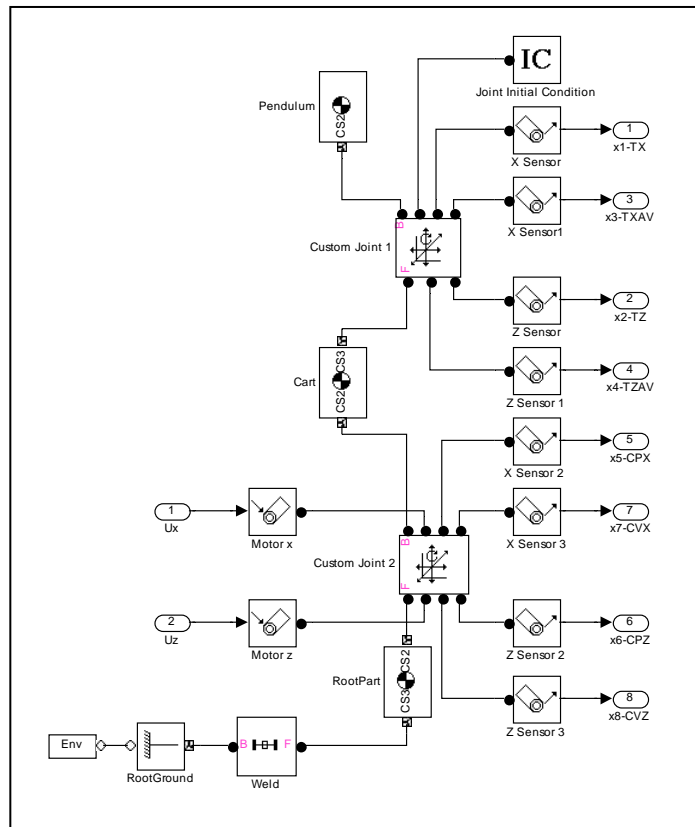 IC
Joint Initial Condition
Pendulum
CS2
1
X Sensor
x1-TX
3
X Sensor1
x3-TXAV
B
Custom Joint 1
C
F
2
Z Sensor
x2-TZ
CS3
Cart
CS2
4
Z Sensor 1
x4-TZAV
5
X Sensor 2
x5-CPX
1
Ux
Motor x
7
X Sensor 3
x7-CVX
B
Custom Joint 2
C
F
2
Uz
Motor z
6
Z Sensor 2
x6-CPZ
CS2
RootPart
CS3
8
Z Sensor 3
x8-CVZ
Env
RootGround
B
F
Weld